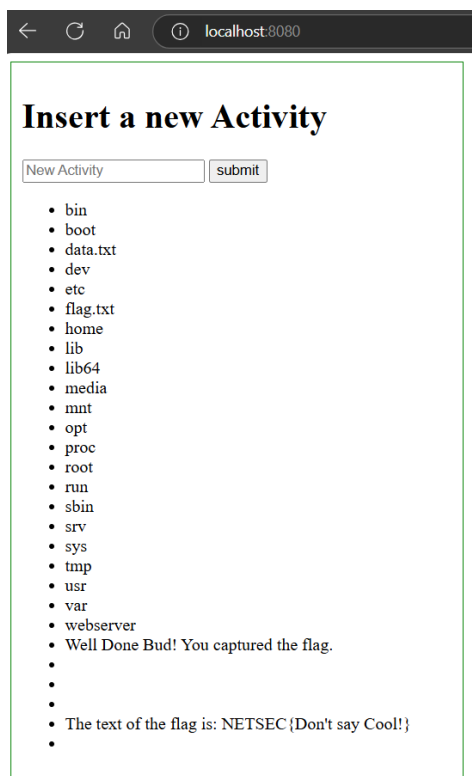 localhost:8080
Insert a new Activity
New Activity submit
bin
boot
data.txt
dev
etc
flag.txt
home
lib
lib64
media
mnt
opt
proc
root
run
sbin
srv
sys
tmp
usr
var
webserver
Well Done Bud! You captured the flag.
The text of the flag is: NETSEC{Don't say Cool!}